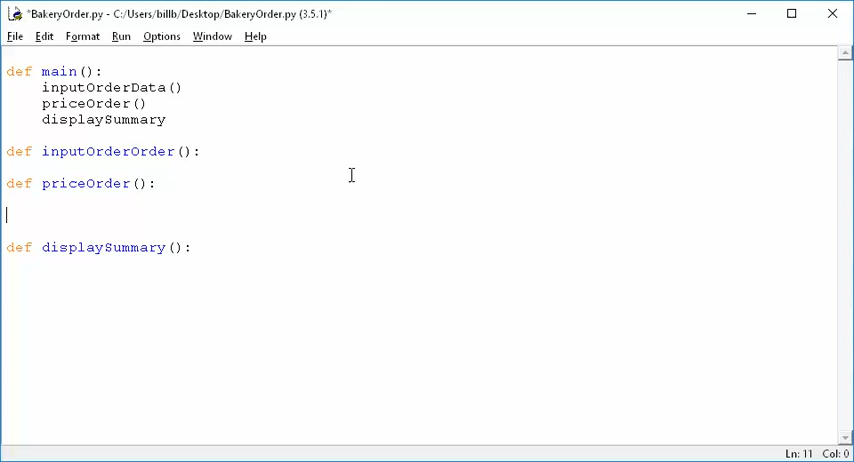 *BakeryOrder.py - C:/Users/billb/Desktop/BakeryOrder.py (3.5.1)*
File Edit Format Run Options Window Help
def main():
    inputOrderData()
    priceOrder()
    displaySummary
def inputOrderOrder():
def priceOrder():
def displaySummary():
Ln: 11 Col: 0